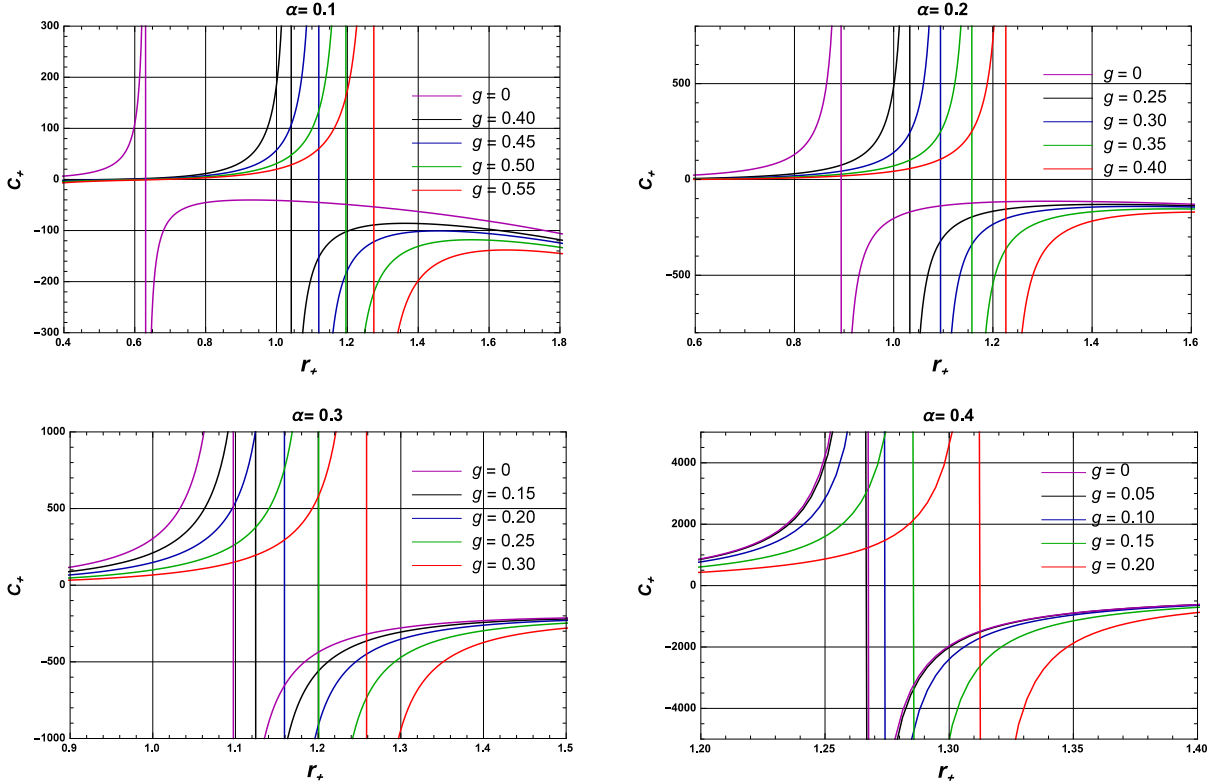 α= 0.1
300
200
100
0
−100
−200
−300
C₊
g = 0
g = 0.40
g = 0.45
g = 0.50
g = 0.55
0.4 0.6 0.8 1.0 1.2 1.4 1.6 1.8
r₊
α= 0.2
500
0
−500
C₊
g = 0
g = 0.25
g = 0.30
g = 0.35
g = 0.40
0.6 0.8 1.0 1.2 1.4 1.6
r₊
α= 0.3
1000
500
0
−500
−1000
C₊
g = 0
g = 0.15
g = 0.20
g = 0.25
g = 0.30
0.9 1.0 1.1 1.2 1.3 1.4 1.5
r₊
α= 0.4
4000
2000
0
−2000
−4000
C₊
g = 0
g = 0.05
g = 0.10
g = 0.15
g = 0.20
1.20 1.25 1.30 1.35 1.40
r₊